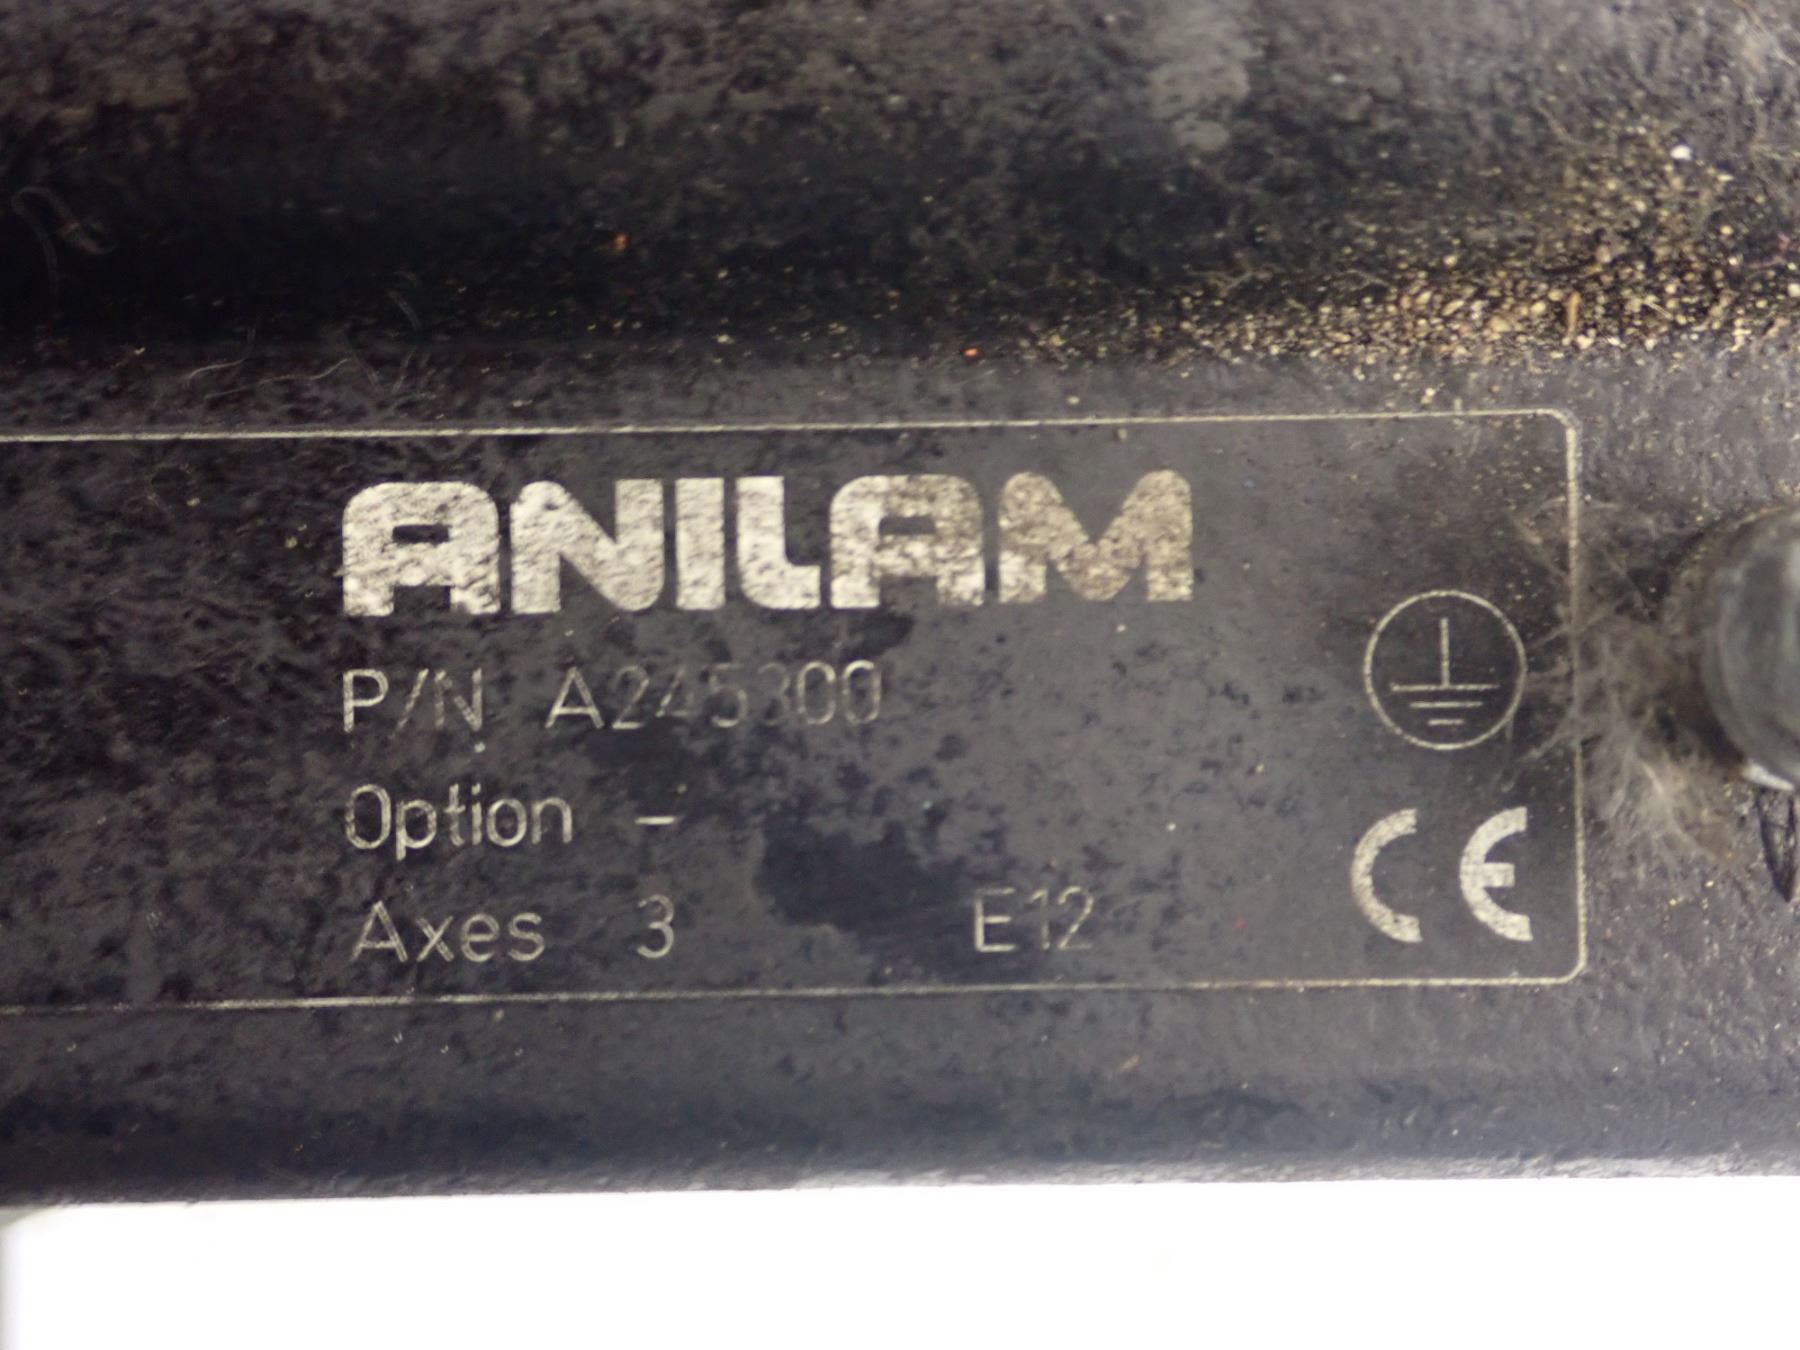 ANILAM
P/N A245300
Option -
Axes 3 E12
CE